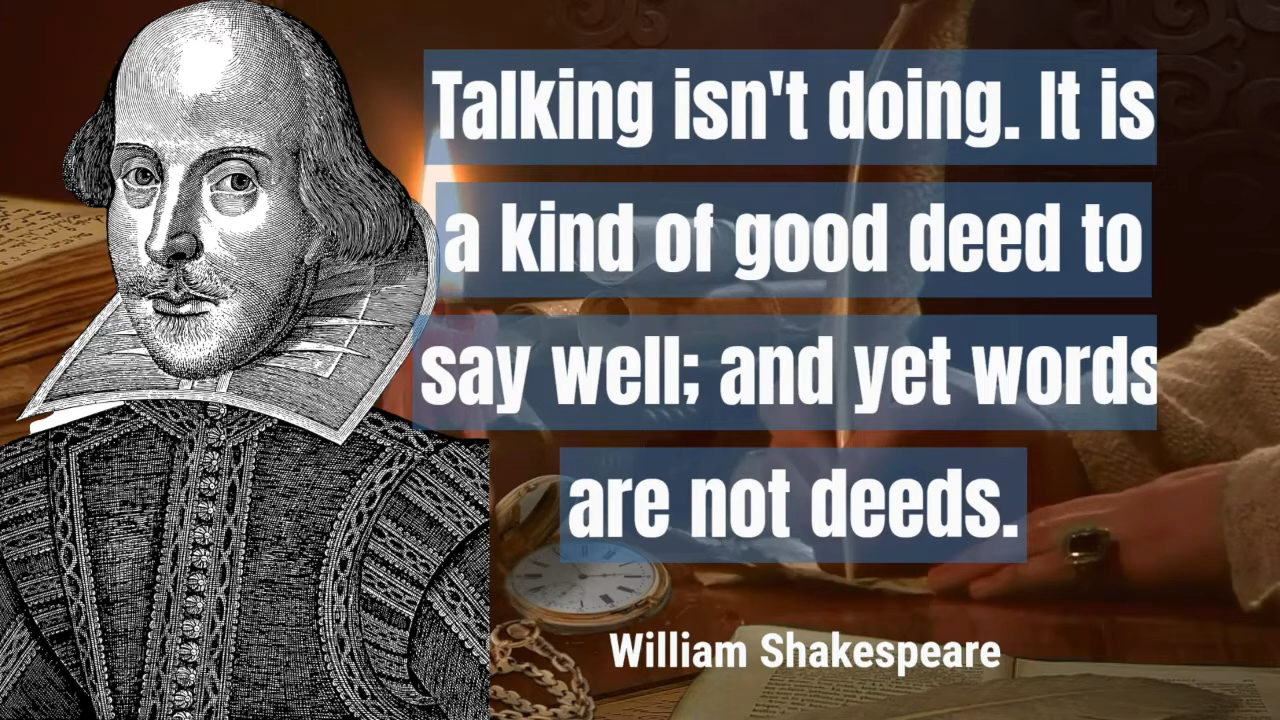 Talking isn't doing. It is
a kind of good deed to
say well; and yet words
are not deeds.
William Shakespeare